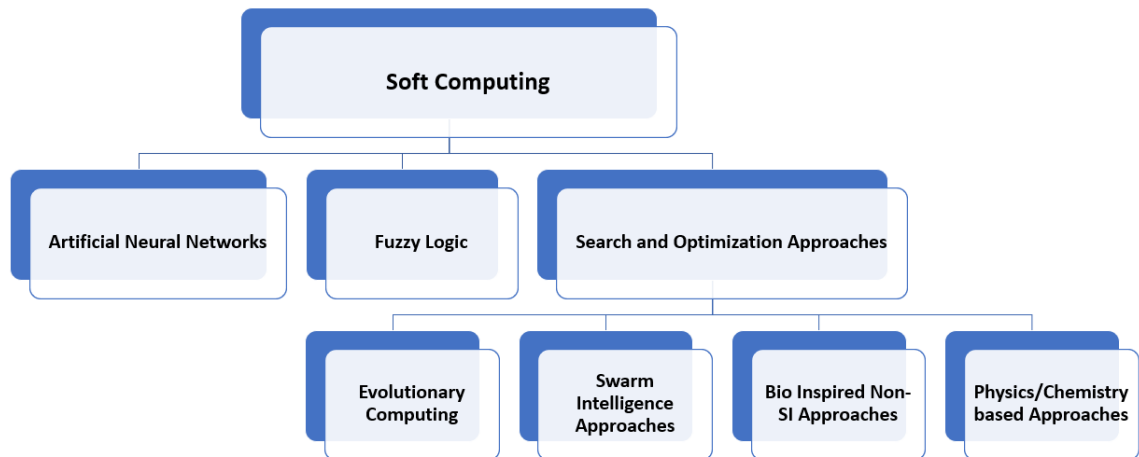 Soft Computing
Artificial Neural Networks
Fuzzy Logic
Search and Optimization Approaches
Evolutionary
Computing
Swarm
Intelligence
Approaches
Bio Inspired Non-
SI Approaches
Physics/Chemistry
based Approaches